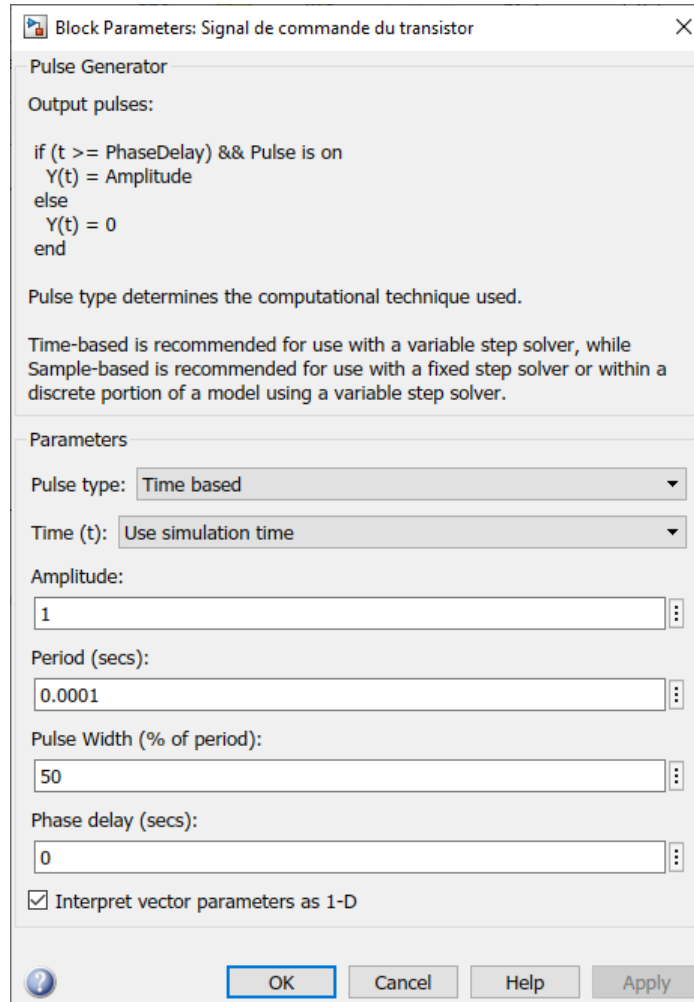 Block Parameters: Signal de commande du transistor
Pulse Generator
Output pulses:
if (t >= PhaseDelay) && Pulse is on
Y(t) = Amplitude
else
Y(t) = 0
end
Pulse type determines the computational technique used.
Time-based is recommended for use with a variable step solver, while
Sample-based is recommended for use with a fixed step solver or within a
discrete portion of a model using a variable step solver.
Parameters
Pulse type: Time based
Time (t): Use simulation time
Amplitude:
1
Period (secs):
0.0001
Pulse Width (% of period):
50
Phase delay (secs):
0
Interpret vector parameters as 1-D
? OK Cancel Help Apply